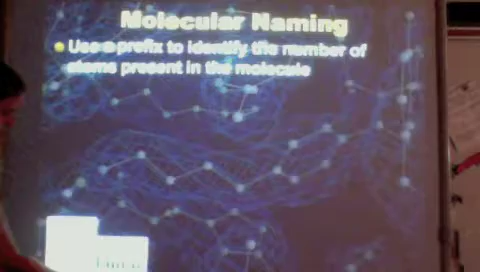 Molecular Naming
Use a prefix to identify the number of
atoms present in the molecule